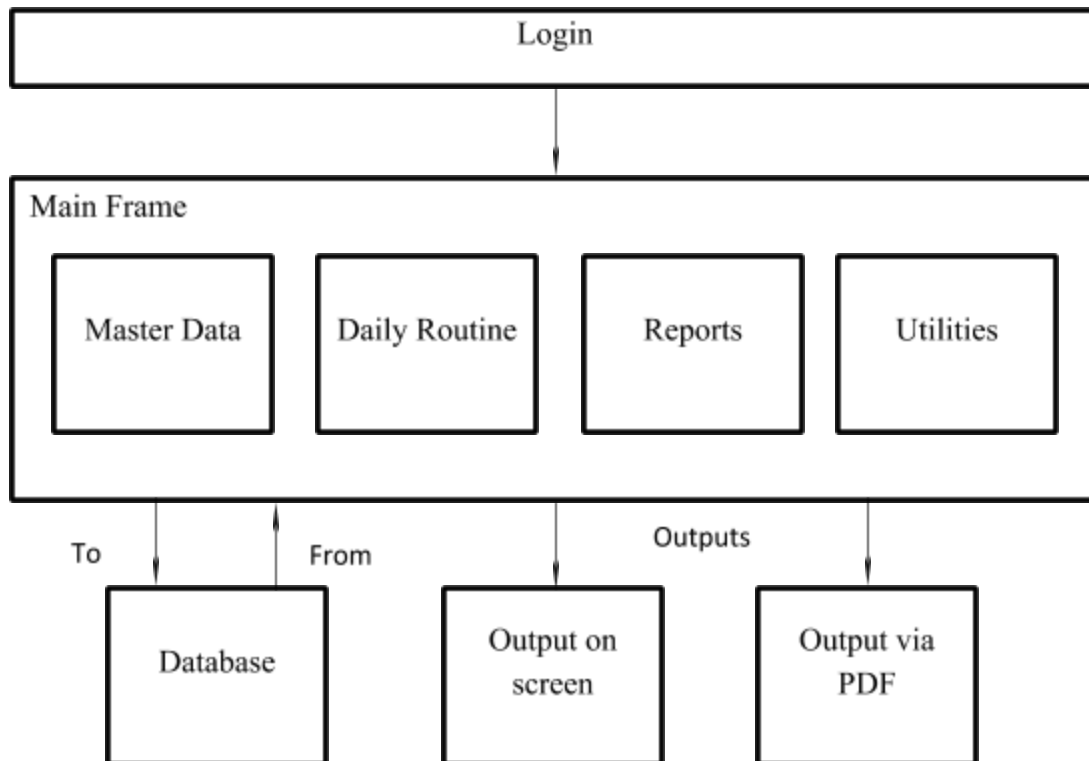 Login
Main Frame
Master Data
Daily Routine
Reports
Utilities
To
From
Outputs
Database
Output on
screen
Output via
PDF